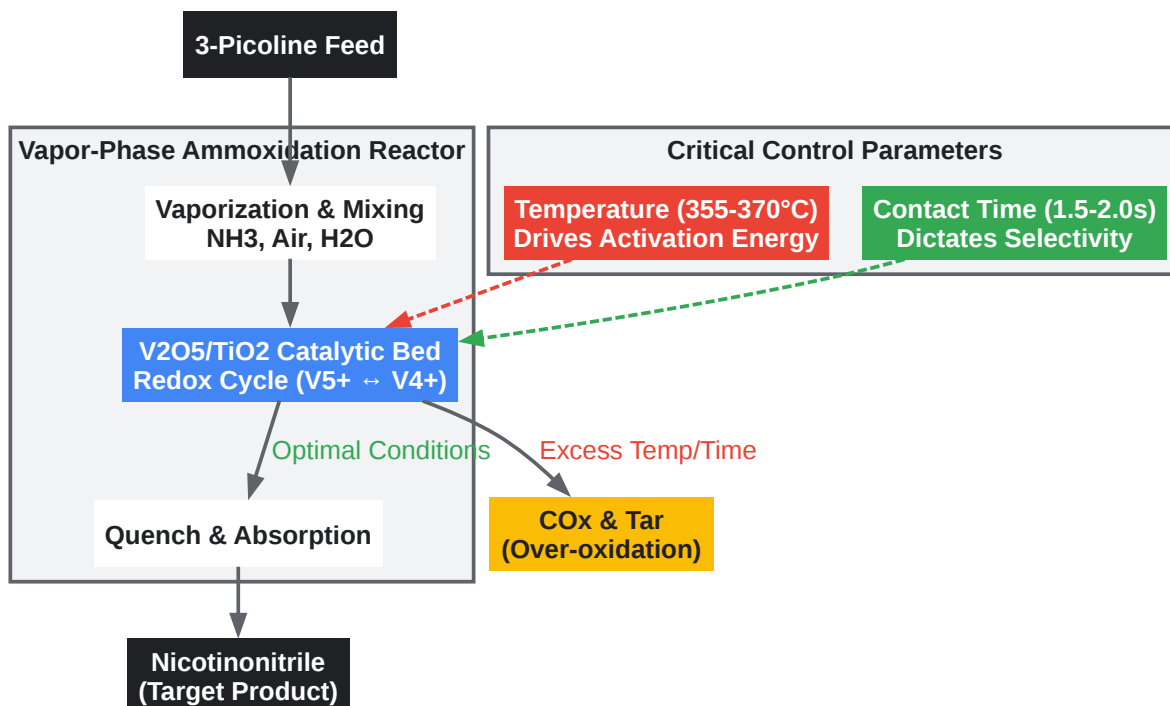 3-Picoline Feed
Vapor-Phase Ammoxidation Reactor
Critical Control Parameters
Vaporization & Mixing
NH3, Air, H2O
Temperature (355-370°C)
Drives Activation Energy
Contact Time (1.5-2.0s)
Dictates Selectivity
V2O5/TiO2 Catalytic Bed
Redox Cycle (V5+ ↔ V4+)
Optimal Conditions
Excess Temp/Time
Quench & Absorption
COx & Tar
(Over-oxidation)
Nicotinonitrile
(Target Product)